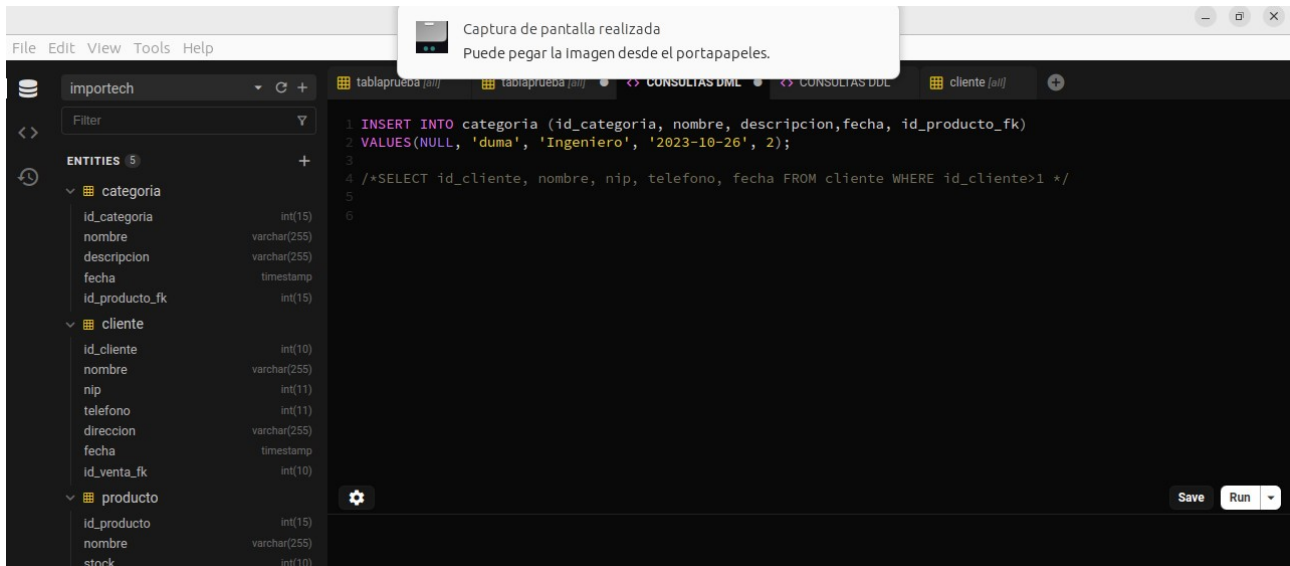 Captura de pantalla realizada
Puede pegar la imagen desde el portapapeles.
File Edit View Tools Help
importech
tablaprueba [all]
tablaprueba [all]
CONSULTAS DML
CONSULTAS DDL
cliente [all]
Filter
ENTITIES 5
categoria
id_categoria int(15)
nombre varchar(255)
descripcion varchar(255)
fecha timestamp
id_producto_fk int(15)
cliente
id_cliente int(10)
nombre varchar(255)
nip int(11)
telefono int(11)
direccion varchar(255)
fecha timestamp
id_venta_fk int(10)
producto
id_producto int(15)
nombre varchar(255)
stock int(10)
1 INSERT INTO categoria (id_categoria, nombre, descripcion,fecha, id_producto_fk)
2 VALUES(NULL, 'duma', 'Ingeniero', '2023-10-26', 2);
3
4 /*SELECT id_cliente, nombre, nip, telefono, fecha FROM cliente WHERE id_cliente>1 */
5
6
Save Run